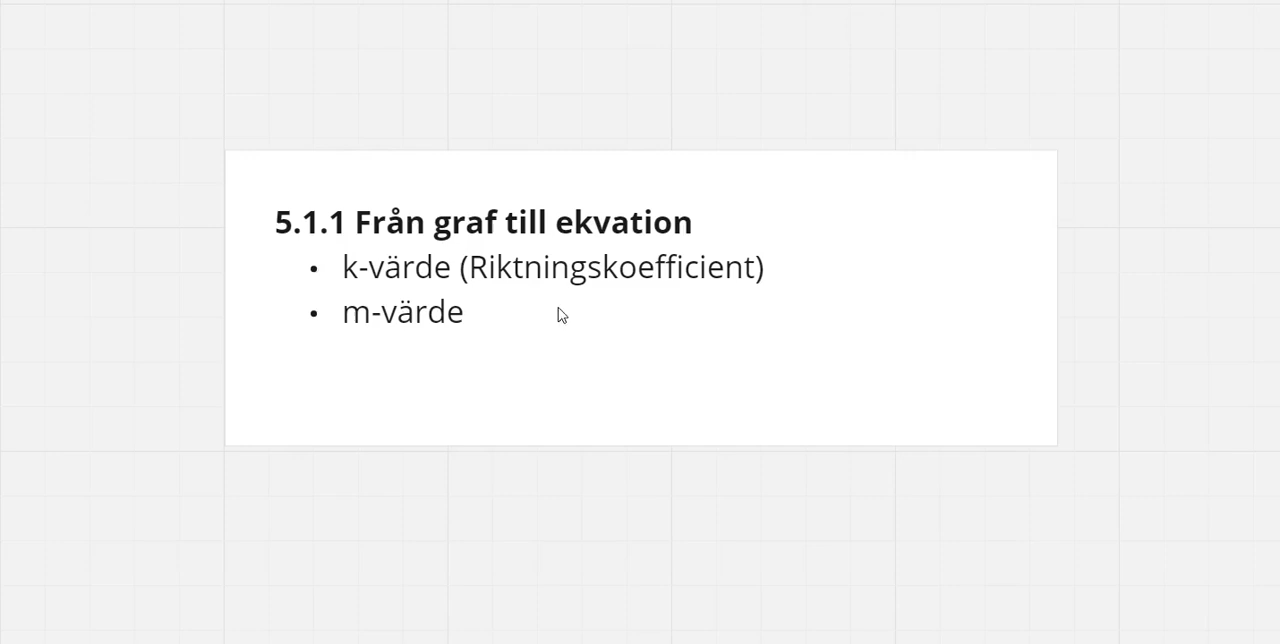 5.1.1 Från graf till ekvation
• k-värde (Riktningskoefficient)
• m-värde